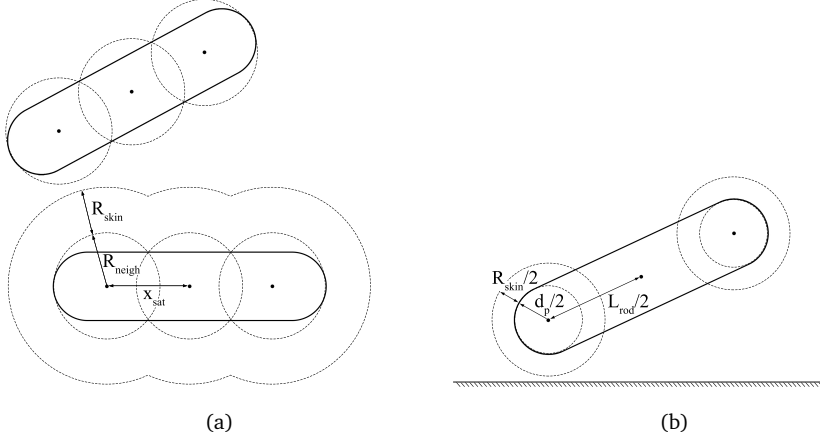 R_skin
R_neigh
x_sat
R_skin/2
d_p/2
L_rod/2
(a)
(b)